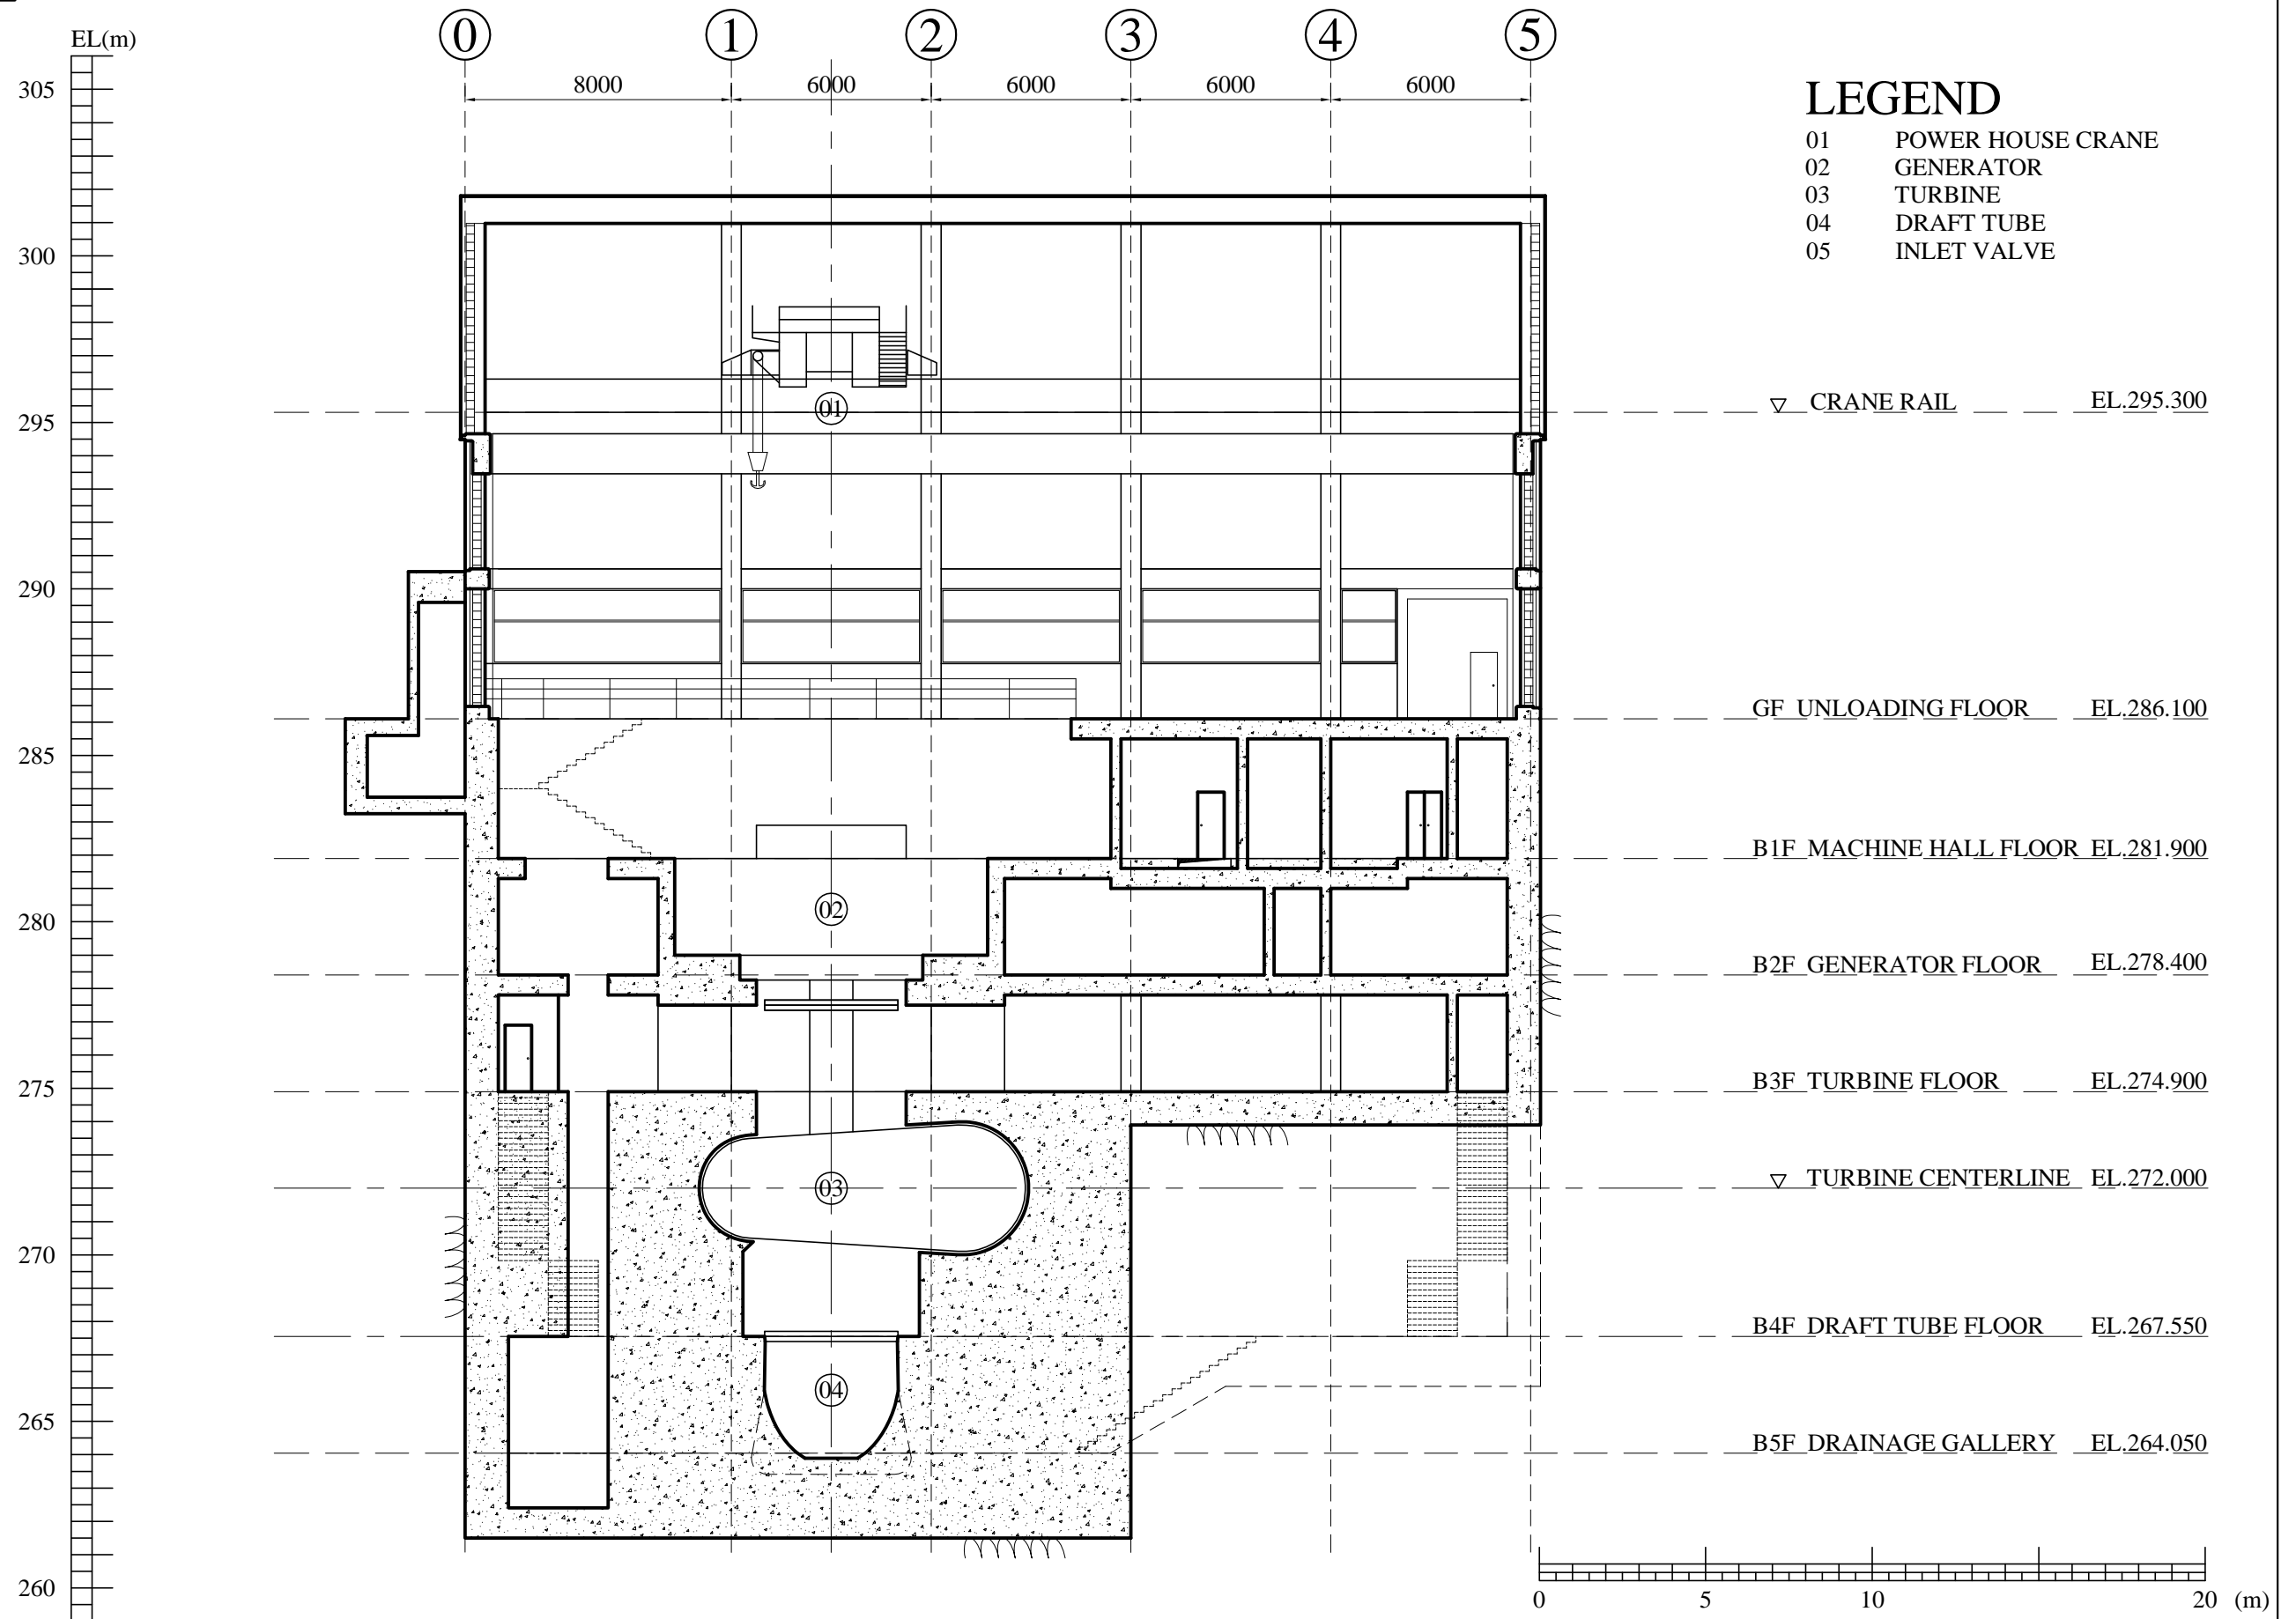 0 1 2 3 4 5
EL(m)
8000 6000 6000 6000 6000
LEGEND
01 POWER HOUSE CRANE
02 GENERATOR
03 TURBINE
04 DRAFT TUBE
05 INLET VALVE
305
300
295
290
285
280
275
270
265
260
01
02
03
04
CRANE RAIL EL.295.300
GF UNLOADING FLOOR EL.286.100
B1F MACHINE HALL FLOOR EL.281.900
B2F GENERATOR FLOOR EL.278.400
B3F TURBINE FLOOR EL.274.900
TURBINE CENTERLINE EL.272.000
B4F DRAFT TUBE FLOOR EL.267.550
B5F DRAINAGE GALLERY EL.264.050
0 5 10 20 (m)